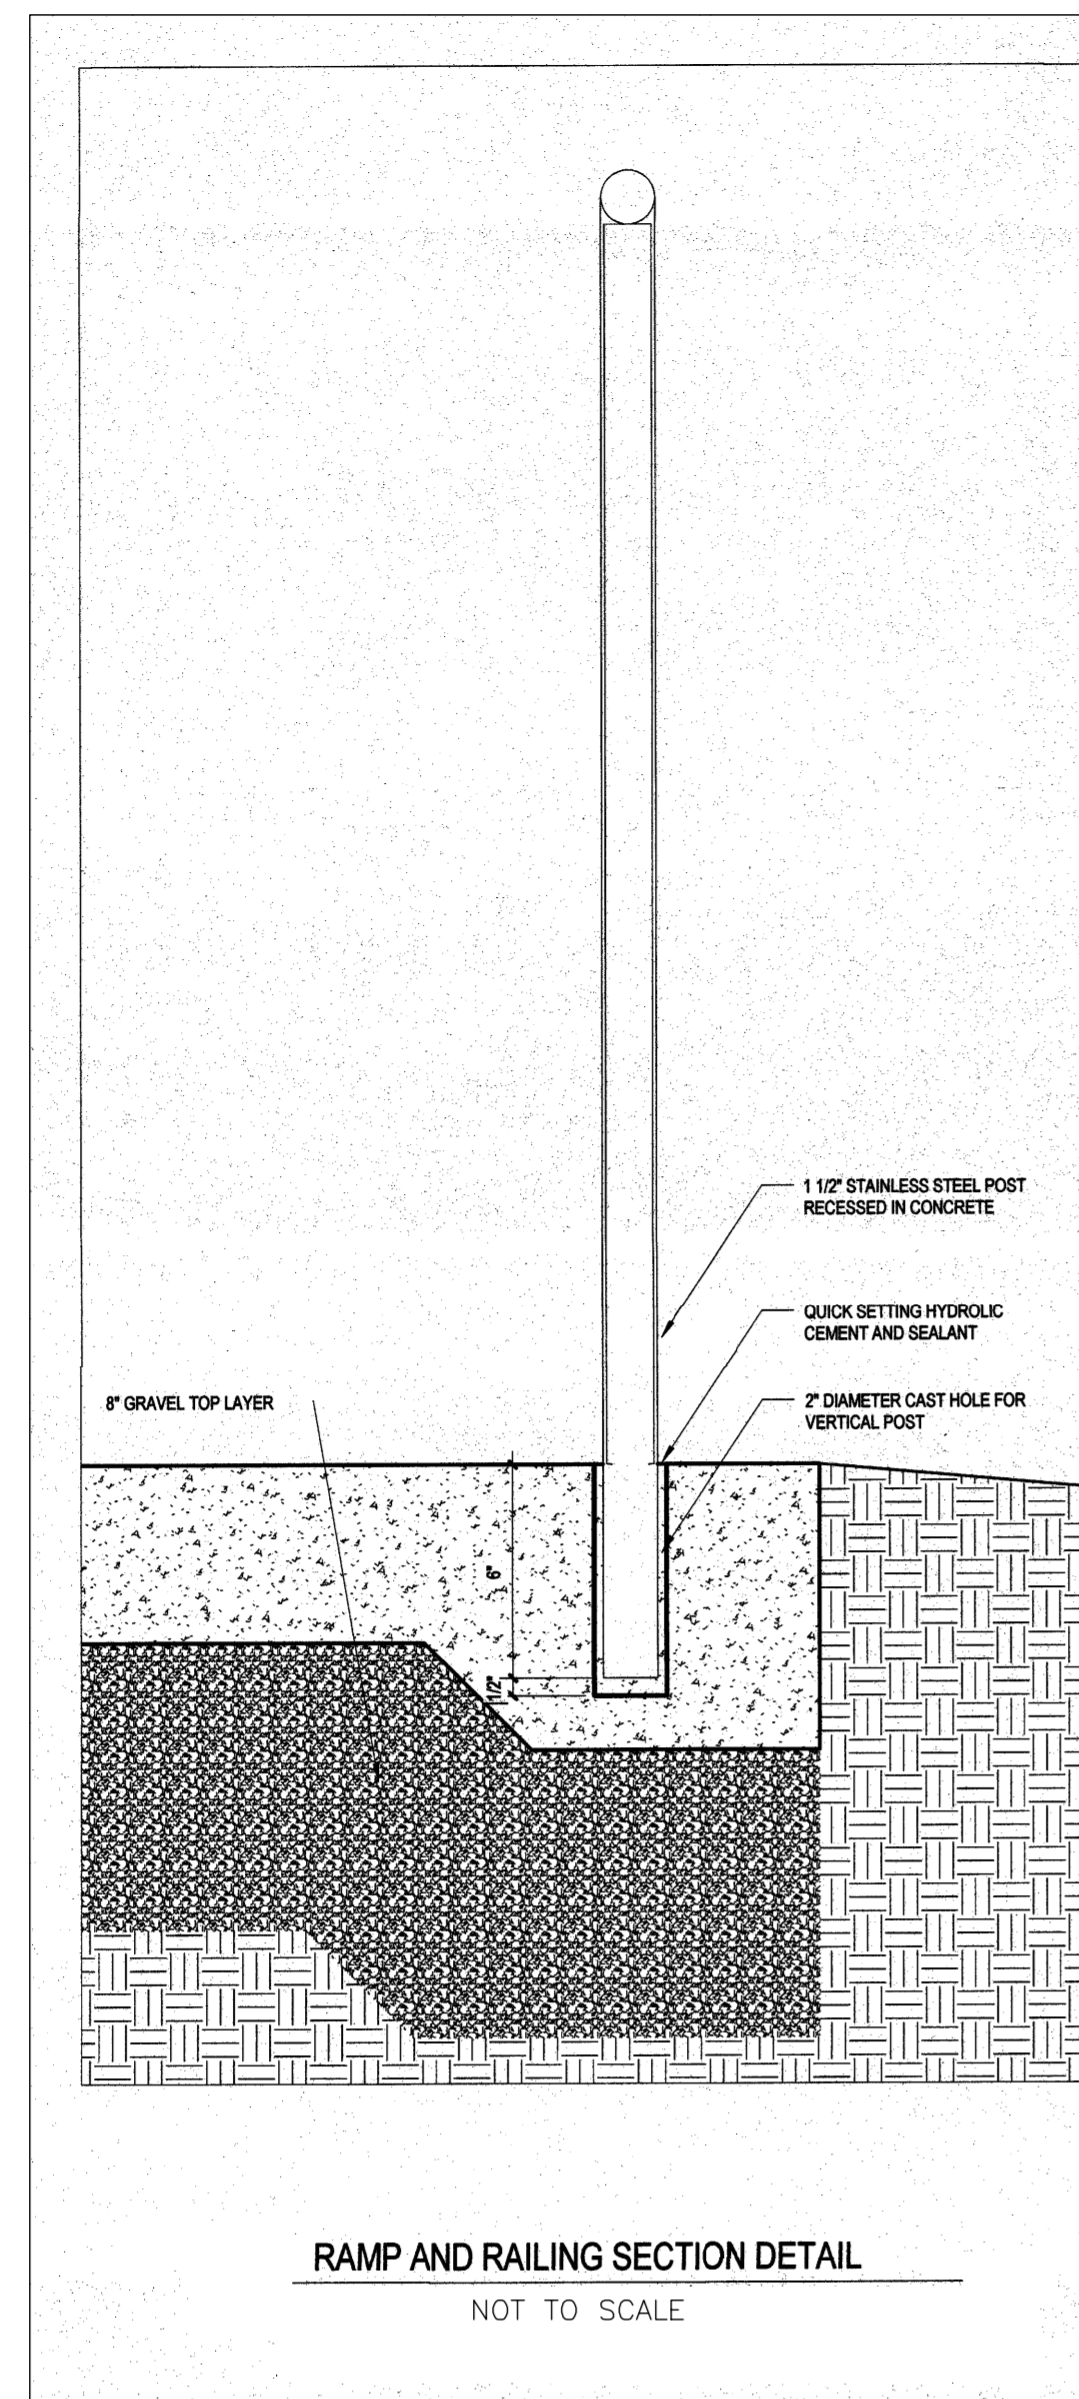 1 1/2" STAINLESS STEEL POST
RECESSED IN CONCRETE
QUICK SETTING HYDROLIC
CEMENT AND SEALANT
8" GRAVEL TOP LAYER
2" DIAMETER CAST HOLE FOR
VERTICAL POST
6"
1/2"
RAMP AND RAILING SECTION DETAIL
NOT TO SCALE